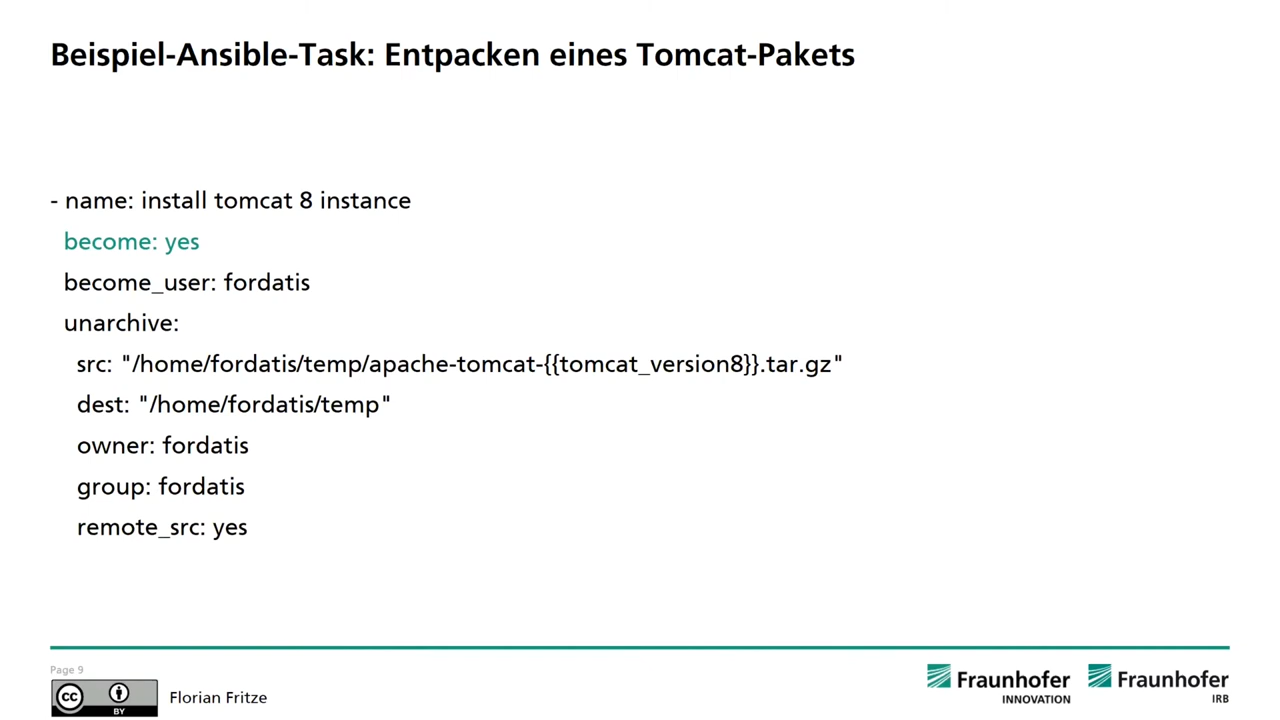 Beispiel-Ansible-Task: Entpacken eines Tomcat-Pakets
- name: install tomcat 8 instance
become: yes
become_user: fordatis
unarchive:
src: "/home/fordatis/temp/apache-tomcat-{{tomcat_version8}}.tar.gz"
dest: "/home/fordatis/temp"
owner: fordatis
group: fordatis
remote_src: yes
Page 9
cc
BY
Florian Fritze
Fraunhofer
INNOVATION
Fraunhofer
IRB